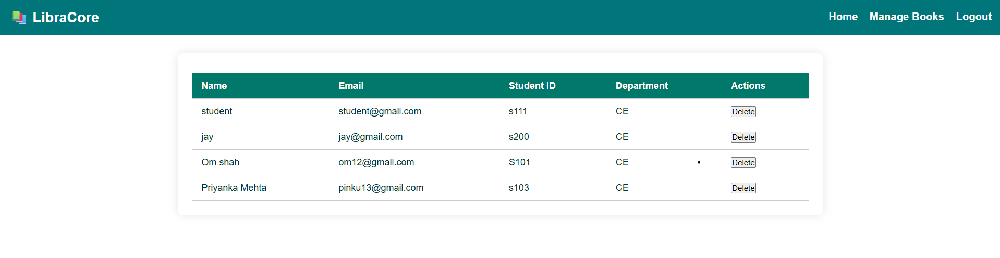 LibraCore Home Manage Books Logout
Name Email Student ID Department Actions
student student@gmail.com s111 CE Delete
jay jay@gmail.com s200 CE Delete
Om shah om12@gmail.com S101 CE • Delete
Priyanka Mehta pinku13@gmail.com s103 CE Delete